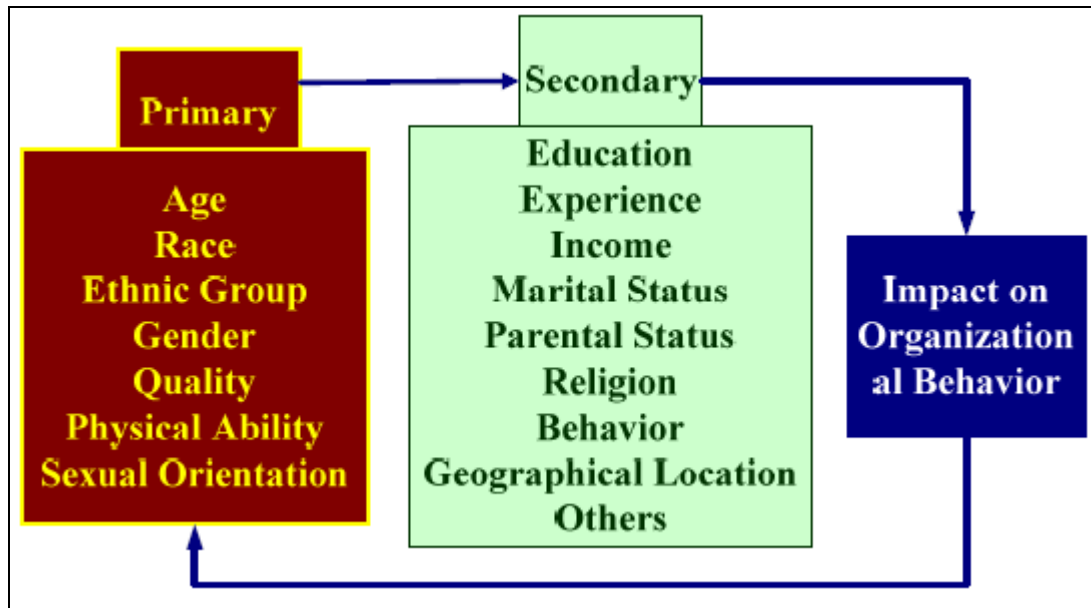 Primary
Age
Race
Ethnic Group
Gender
Quality
Physical Ability
Sexual Orientation
Secondary
Education
Experience
Income
Marital Status
Parental Status
Religion
Behavior
Geographical Location
Others
Impact on
Organization
al Behavior